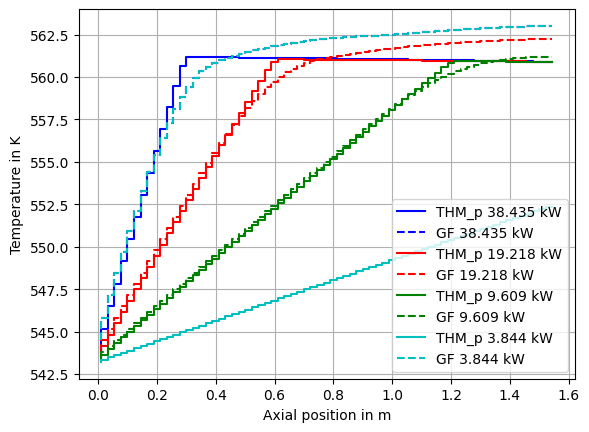 562.5
560.0
557.5
555.0
552.5
550.0
547.5
545.0
542.5
Temperature in K
THM_p 38.435 kW
GF 38.435 kW
THM_p 19.218 kW
GF 19.218 kW
THM_p 9.609 kW
GF 9.609 kW
THM_p 3.844 kW
GF 3.844 kW
0.0 0.2 0.4 0.6 0.8 1.0 1.2 1.4 1.6
Axial position in m